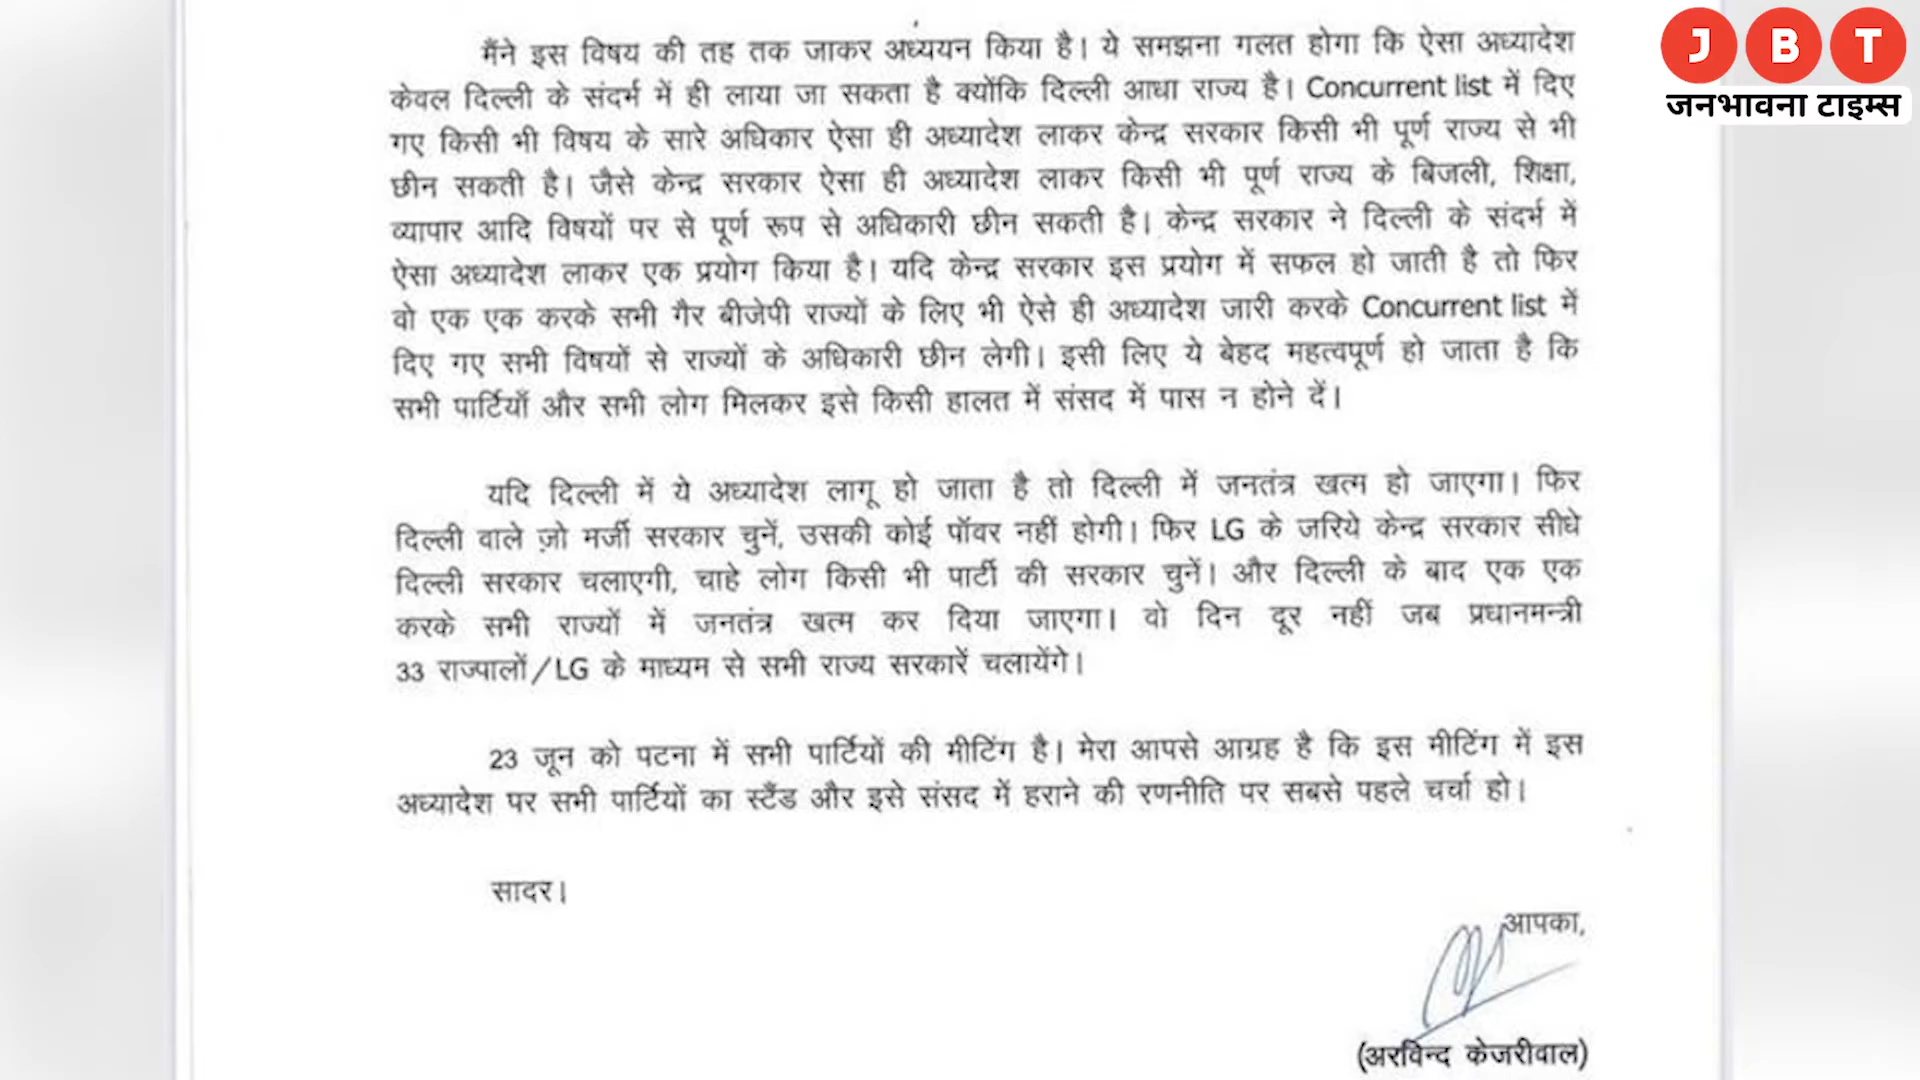 J B T
जनभावना टाइम्स
मैंने इस विषय की तह तक जाकर अध्ययन किया है। ये समझना गलत होगा कि ऐसा अध्यादेश
केवल दिल्ली के संदर्भ में ही लाया जा सकता है क्योंकि दिल्ली आधा राज्य है। Concurrent list में दिए
गए किसी भी विषय के सारे अधिकार ऐसा ही अध्यादेश लाकर केन्द्र सरकार किसी भी पूर्ण राज्य से भी
छीन सकती है। जैसे केन्द्र सरकार ऐसा ही अध्यादेश लाकर किसी भी पूर्ण राज्य के बिजली, शिक्षा,
व्यापार आदि विषयों पर से पूर्ण रूप से अधिकारी छीन सकती है। केन्द्र सरकार ने दिल्ली के संदर्भ में
ऐसा अध्यादेश लाकर एक प्रयोग किया है। यदि केन्द्र सरकार इस प्रयोग में सफल हो जाती है तो फिर
वो एक एक करके सभी गैर बीजेपी राज्यों के लिए भी ऐसे ही अध्यादेश जारी करके Concurrent list में
दिए गए सभी विषयों से राज्यों के अधिकारी छीन लेगी। इसी लिए ये बेहद महत्वपूर्ण हो जाता है कि
सभी पार्टियाँ और सभी लोग मिलकर इसे किसी हालत में संसद में पास न होने दें।
यदि दिल्ली में ये अध्यादेश लागू हो जाता है तो दिल्ली में जनतंत्र खत्म हो जाएगा। फिर
दिल्ली वाले ज़ो मर्जी सरकार चुनें, उसकी कोई पॉवर नहीं होगी। फिर LG के जरिये केन्द्र सरकार सीधे
दिल्ली सरकार चलाएगी, चाहे लोग किसी भी पार्टी की सरकार चुनें। और दिल्ली के बाद एक एक
करके सभी राज्यों में जनतंत्र खत्म कर दिया जाएगा। वो दिन दूर नहीं जब प्रधानमन्त्री
33 राज्पालों/LG के माध्यम से सभी राज्य सरकारें चलायेंगे।
23 जून को पटना में सभी पार्टियों की मीटिंग है। मेरा आपसे आग्रह है कि इस मीटिंग में इस
अध्यादेश पर सभी पार्टियों का स्टैंड और इसे संसद में हराने की रणनीति पर सबसे पहले चर्चा हो।
सादर।
आपका,
(अरविन्द केजरीवाल)